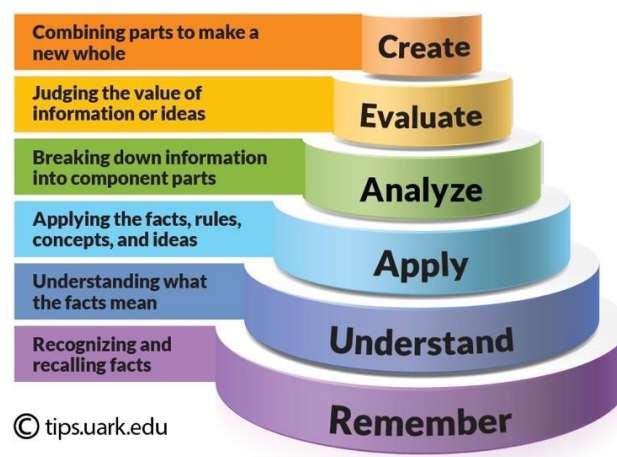 Combining parts to make a
new whole
Create
Judging the value of
information or ideas
Evaluate
Breaking down information
into component parts
Analyze
Applying the facts, rules,
concepts, and ideas
Apply
Understanding what
the facts mean
Understand
Recognizing and
recalling facts
Remember
© tips.uark.edu